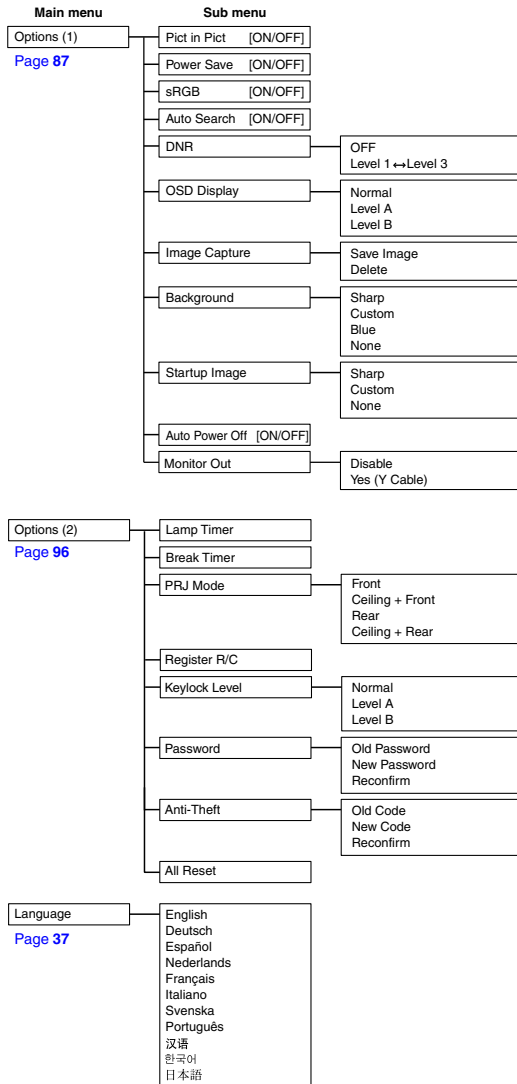 Main menu
Sub menu
Options (1)
Page 87
Pict in Pict [ON/OFF]
Power Save [ON/OFF]
sRGB [ON/OFF]
Auto Search [ON/OFF]
DNR
OFF
Level 1 ↔ Level 3
OSD Display
Normal
Level A
Level B
Image Capture
Save Image
Delete
Background
Sharp
Custom
Blue
None
Startup Image
Sharp
Custom
None
Auto Power Off [ON/OFF]
Monitor Out
Disable
Yes (Y Cable)
Options (2)
Page 96
Lamp Timer
Break Timer
PRJ Mode
Front
Ceiling + Front
Rear
Ceiling + Rear
Register R/C
Keylock Level
Normal
Level A
Level B
Password
Old Password
New Password
Reconfirm
Anti-Theft
Old Code
New Code
Reconfirm
All Reset
Language
Page 37
English
Deutsch
Español
Nederlands
Français
Italiano
Svenska
Português
汉语
한국어
日本語